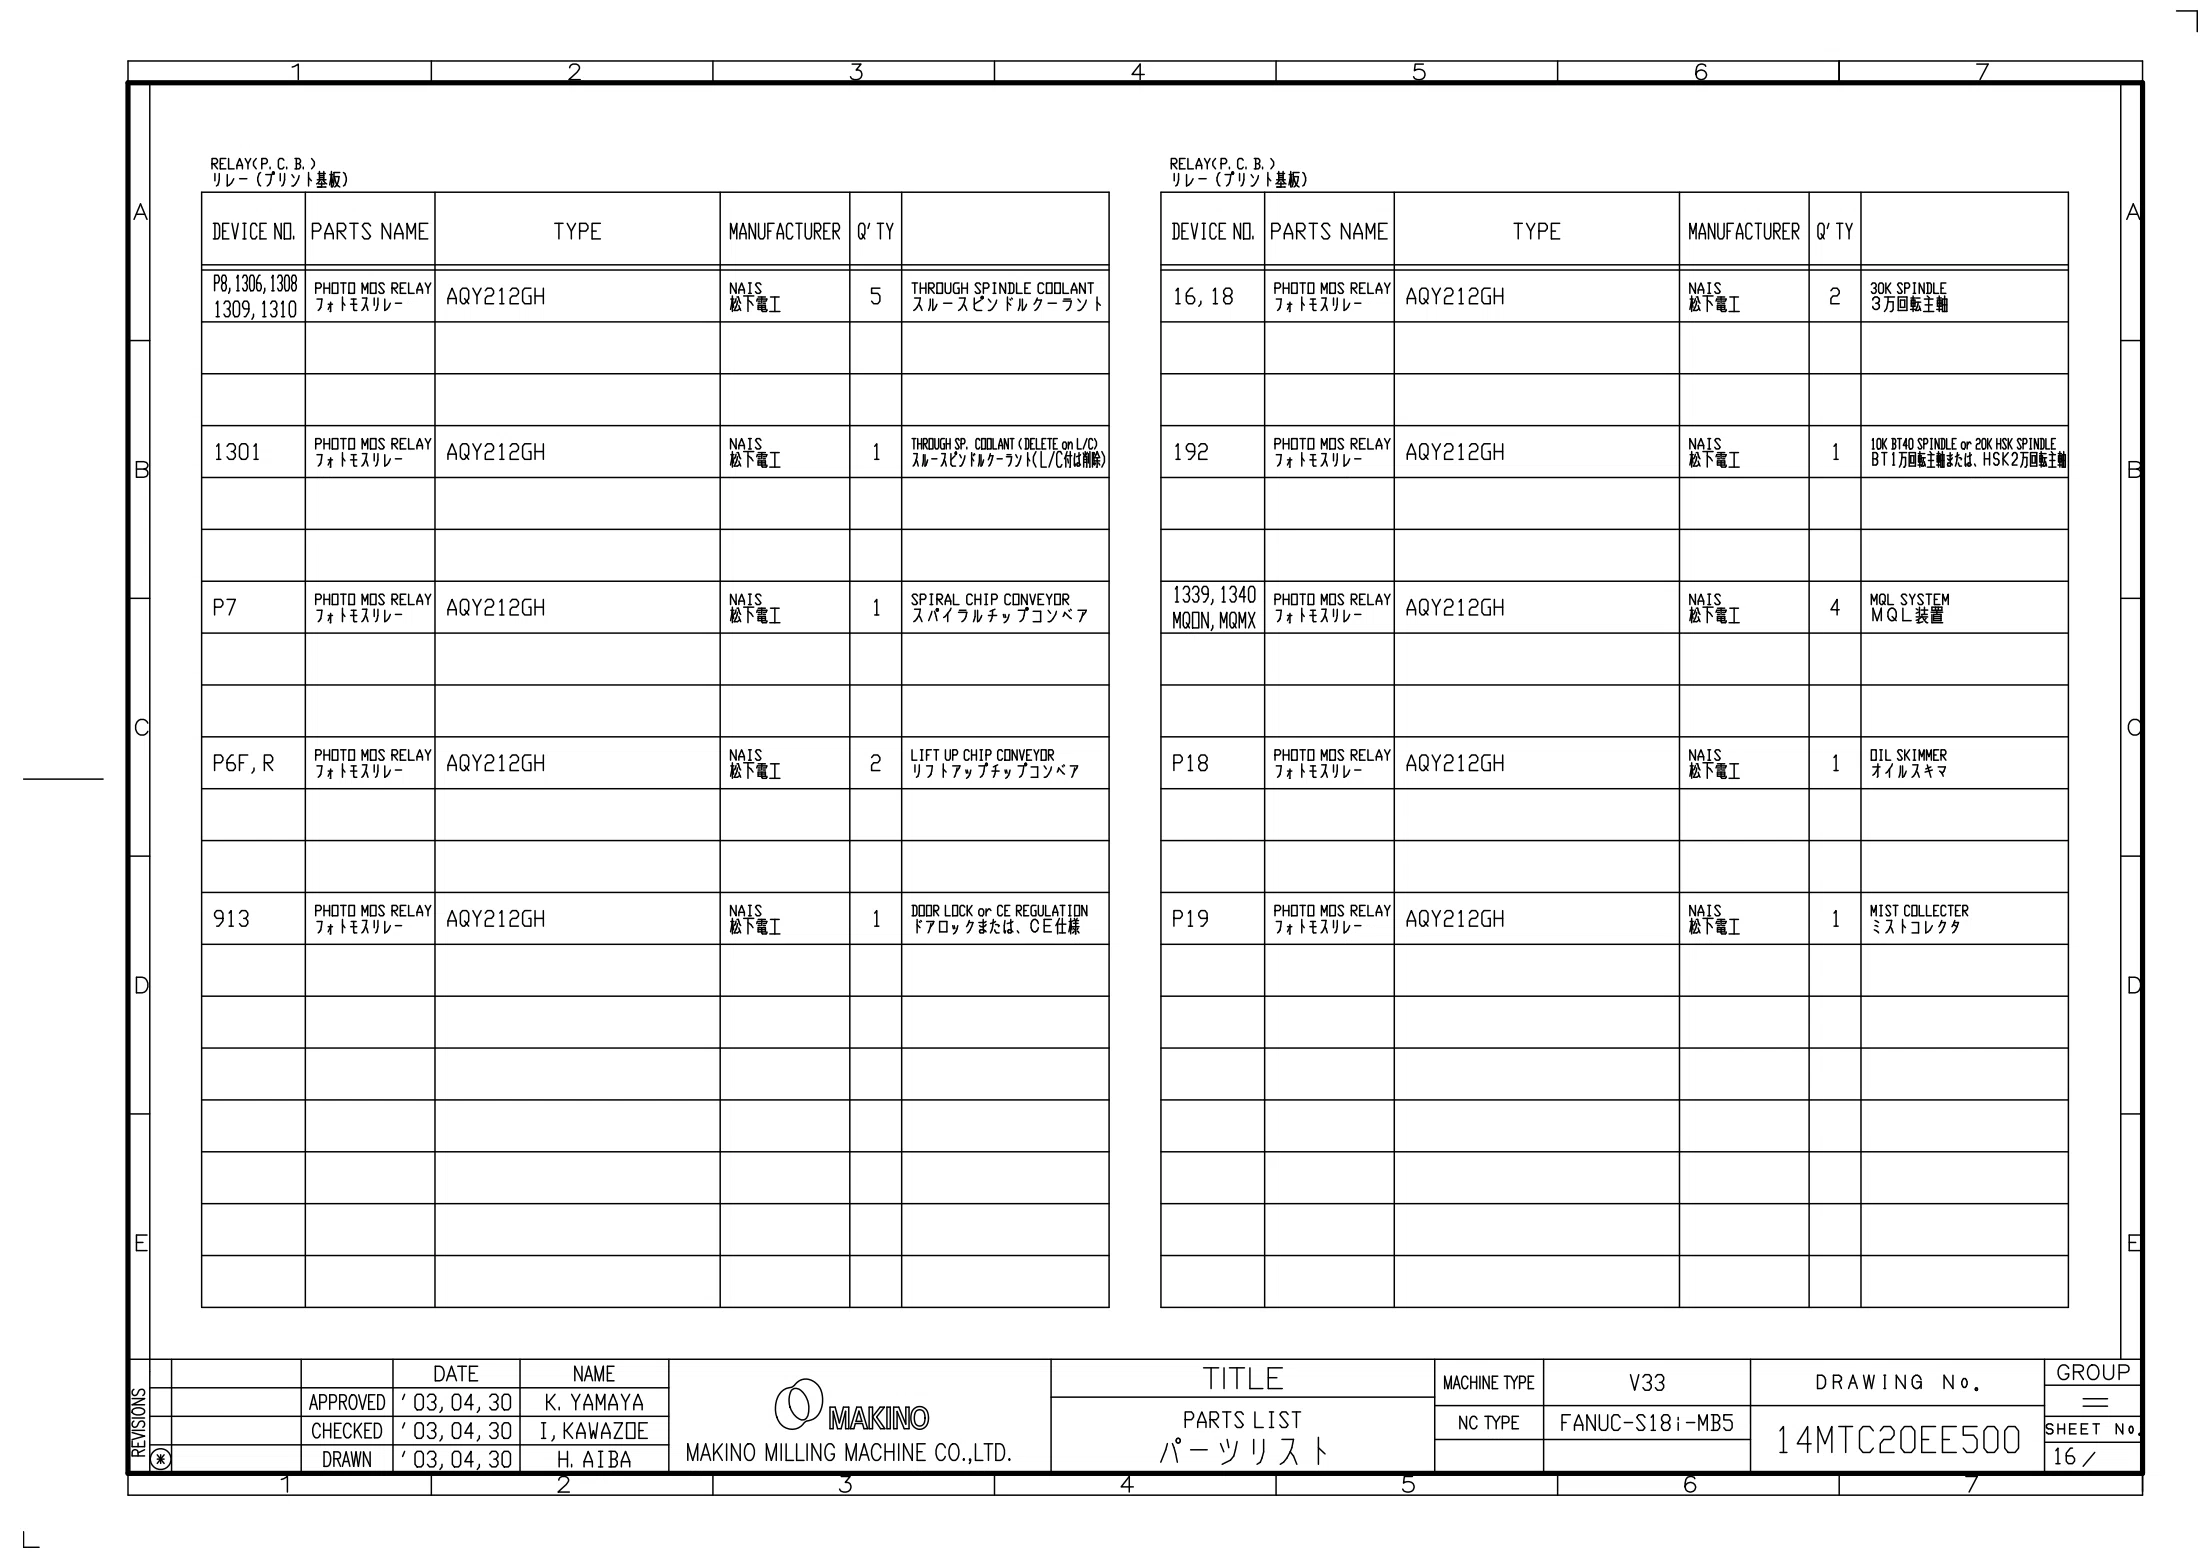 1 2 3 4 5 6 7
RELAY(P.C.B.)
リレー(プリント基板)
DEVICE NO. PARTS NAME TYPE MANUFACTURER Q'TY
P8,1306,1308
1309,1310
PHOTO MOS RELAY
フォトモスリレー
AQY212GH
NAIS
松下電工
5
THROUGH SPINDLE COOLANT
スルースピンドルクーラント
1301
PHOTO MOS RELAY
フォトモスリレー
AQY212GH
NAIS
松下電工
1
THROUGH SP. COOLANT (DELETE on L/C)
スルースピンドルクーラント(L/C付は削除)
P7
PHOTO MOS RELAY
フォトモスリレー
AQY212GH
NAIS
松下電工
1
SPIRAL CHIP CONVEYOR
スパイラルチップコンベア
P6F,R
PHOTO MOS RELAY
フォトモスリレー
AQY212GH
NAIS
松下電工
2
LIFT UP CHIP CONVEYOR
リフトアップチップコンベア
913
PHOTO MOS RELAY
フォトモスリレー
AQY212GH
NAIS
松下電工
1
DOOR LOCK or CE REGULATION
ドアロックまたは、CE仕様
RELAY(P.C.B.)
リレー(プリント基板)
DEVICE NO. PARTS NAME TYPE MANUFACTURER Q'TY
16,18
PHOTO MOS RELAY
フォトモスリレー
AQY212GH
NAIS
松下電工
2
30K SPINDLE
3万回転主軸
192
PHOTO MOS RELAY
フォトモスリレー
AQY212GH
NAIS
松下電工
1
10K BT40 SPINDLE or 20K HSK SPINDLE
BT1万回転主軸または、HSK2万回転主軸
1339,1340
MQON,MQMX
PHOTO MOS RELAY
フォトモスリレー
AQY212GH
NAIS
松下電工
4
MQL SYSTEM
MQL装置
P18
PHOTO MOS RELAY
フォトモスリレー
AQY212GH
NAIS
松下電工
1
OIL SKIMMER
オイルスキマ
P19
PHOTO MOS RELAY
フォトモスリレー
AQY212GH
NAIS
松下電工
1
MIST COLLECTER
ミストコレクタ
A A
B B
C C
D D
E E
REVISIONS
*
DATE NAME
APPROVED '03,04,30 K. YAMAYA
CHECKED '03,04,30 I,KAWAZOE
DRAWN '03,04,30 H. AIBA
MAKINO
MAKINO MILLING MACHINE CO.,LTD.
TITLE
PARTS LIST
パーツリスト
MACHINE TYPE V33
NC TYPE FANUC-S18i-MB5
DRAWING No.
14MTC20EE500
GROUP
=
SHEET No.
16/
1 2 3 4 5 6 7